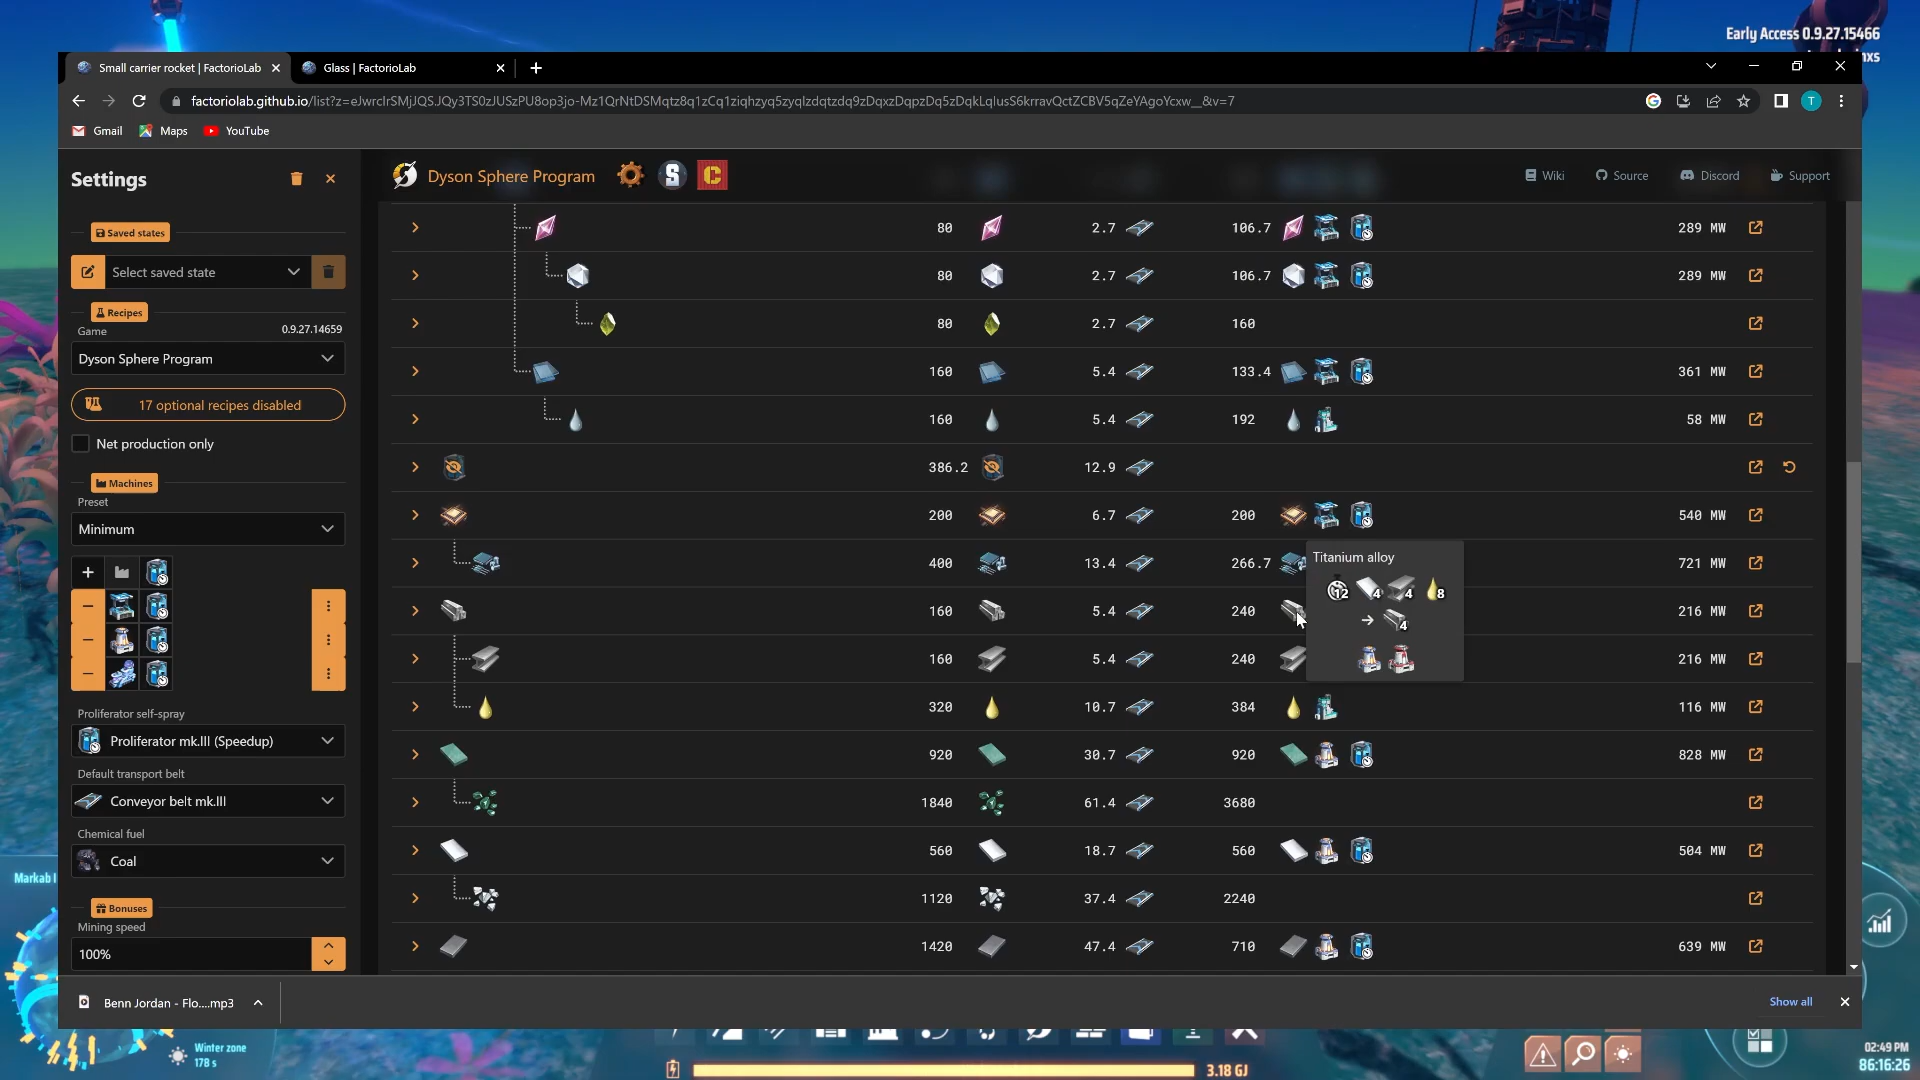 Early Access 0.9.27.15466
nxs
Small carrier rocket | FactorioLab
Glass | FactorioLab
Gmail
Maps
YouTube
Settings
Dyson Sphere Program
S
C
Wiki
Source
Discord
Support
Saved states
Select saved state
Recipes
Game
0.9.27.14659
Dyson Sphere Program
17 optional recipes disabled
Net production only
Machines
Preset
Minimum
Proliferator self-spray
Proliferator mk.III (Speedup)
Default transport belt
Conveyor belt mk.III
Chemical fuel
Coal
Bonuses
Mining speed
100%
80 2.7 106.7 289 MW
80 2.7 106.7 289 MW
80 2.7 160
160 5.4 133.4 361 MW
160 5.4 192 58 MW
386.2 12.9
200 6.7 200 540 MW
400 13.4 266.7 721 MW
160 5.4 240 216 MW
160 5.4 240 216 MW
320 10.7 384 116 MW
920 30.7 920 828 MW
1840 61.4 3680
560 18.7 560 504 MW
1120 37.4 2240
1420 47.4 710 639 MW
Titanium alloy
12 4 4 8
4
Benn Jordan - Flo....mp3
Show all
Markab I
Winter zone
178 s
3.18 GJ
02:49 PM
86:16:26